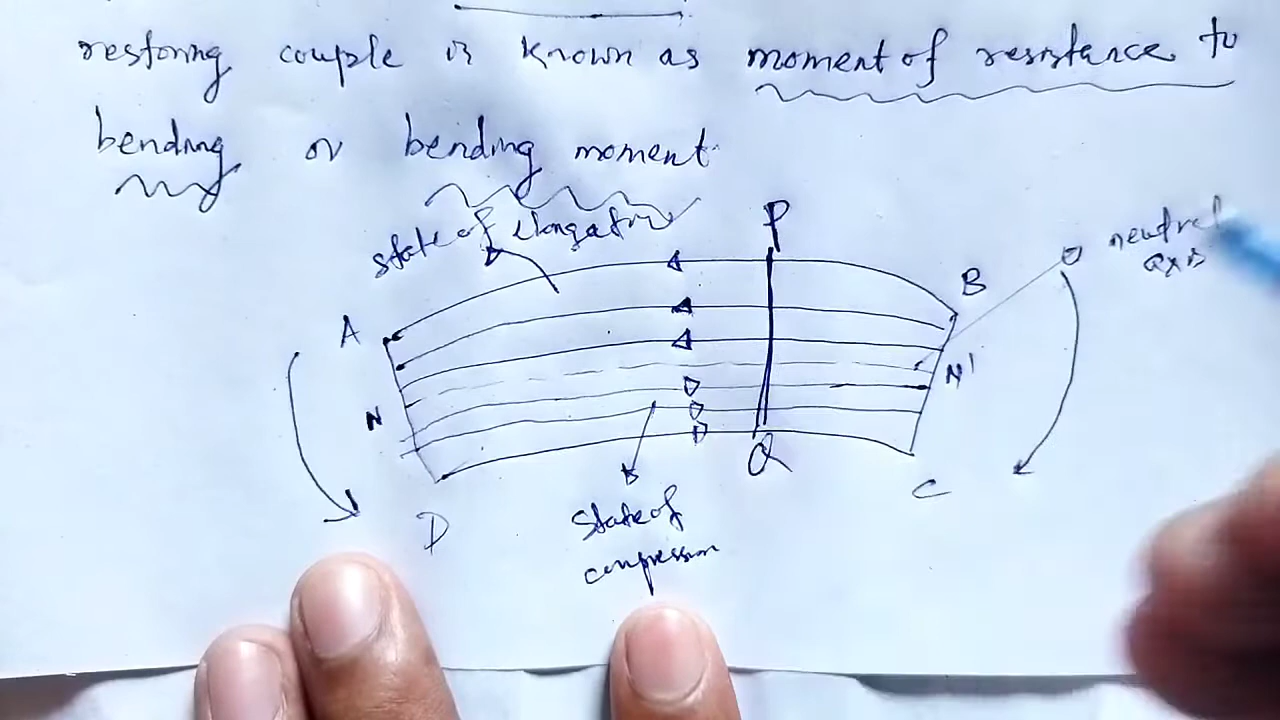 restoring couple is known as moment of resistance to
bending or bending moment.
state of elongation
P
neutral
axis
B
A
N'
N
Q
C
D
State of
compression